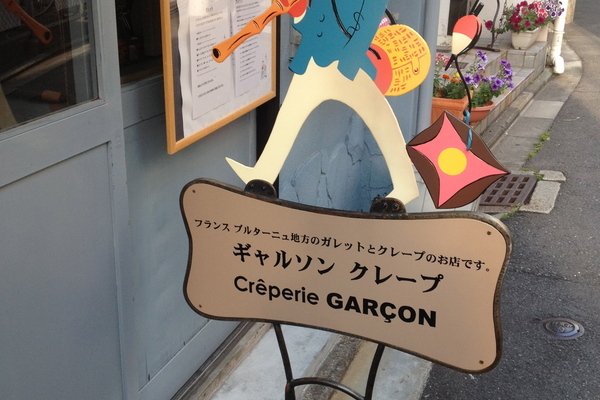 フランス ブルターニュ地方のガレットとクレープのお店です。
ギャルソン クレープ
Crêperie GARÇON